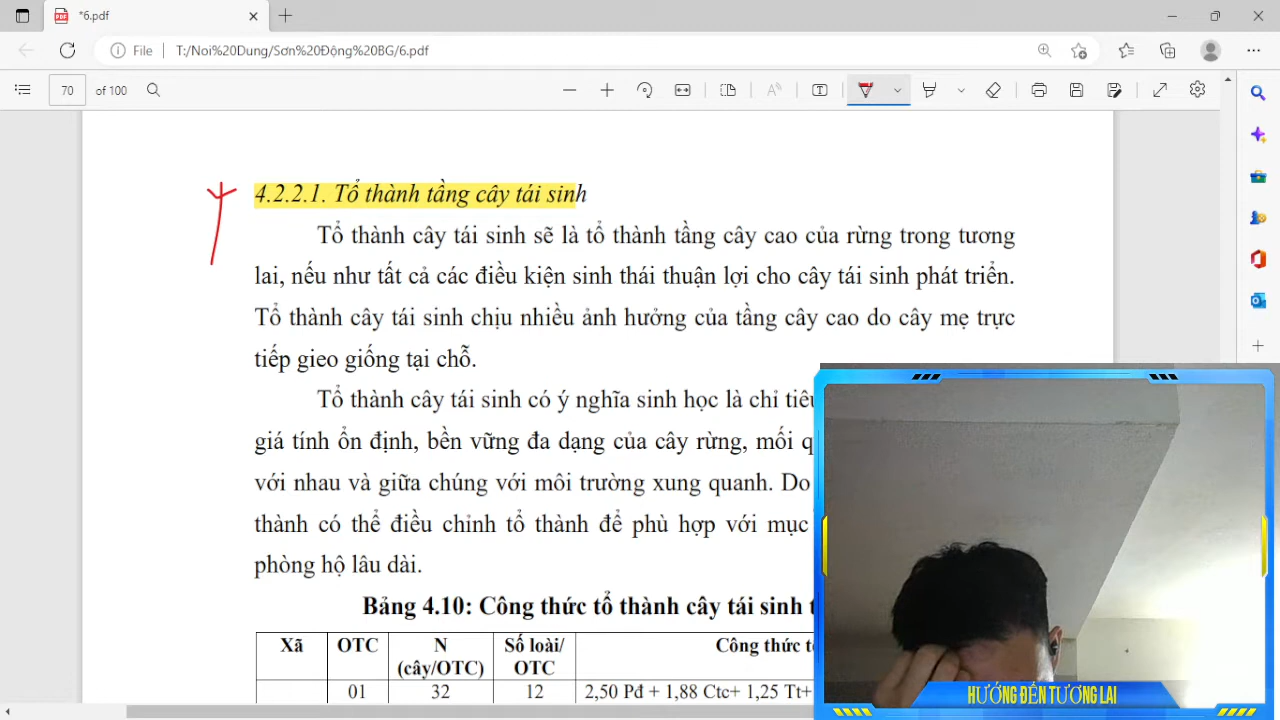 *6.pdf
File T:/Noi%20Dung/Sơn%20Động%20BG/6.pdf
70 of 100
4.2.2.1. Tổ thành tầng cây tái sinh
Tổ thành cây tái sinh sẽ là tổ thành tầng cây cao của rừng trong tương
lai, nếu như tất cả các điều kiện sinh thái thuận lợi cho cây tái sinh phát triển.
Tổ thành cây tái sinh chịu nhiều ảnh hưởng của tầng cây cao do cây mẹ trực
tiếp gieo giống tại chỗ.
Tổ thành cây tái sinh có ý nghĩa sinh học là chỉ tiêu
giá tính ổn định, bền vững đa dạng của cây rừng, mối
với nhau và giữa chúng với môi trường xung quanh. Do
thành có thể điều chỉnh tổ thành để phù hợp với mục
phòng hộ lâu dài.
Bảng 4.10: Công thức tổ thành cây tái sinh
Xã OTC N Số loài/ Công thức
(cây/OTC) OTC
01 32 12 2,50 Pđ + 1,88 Ctc+ 1,25 Tt+
HƯỚNG ĐẾN TƯƠNG LAI